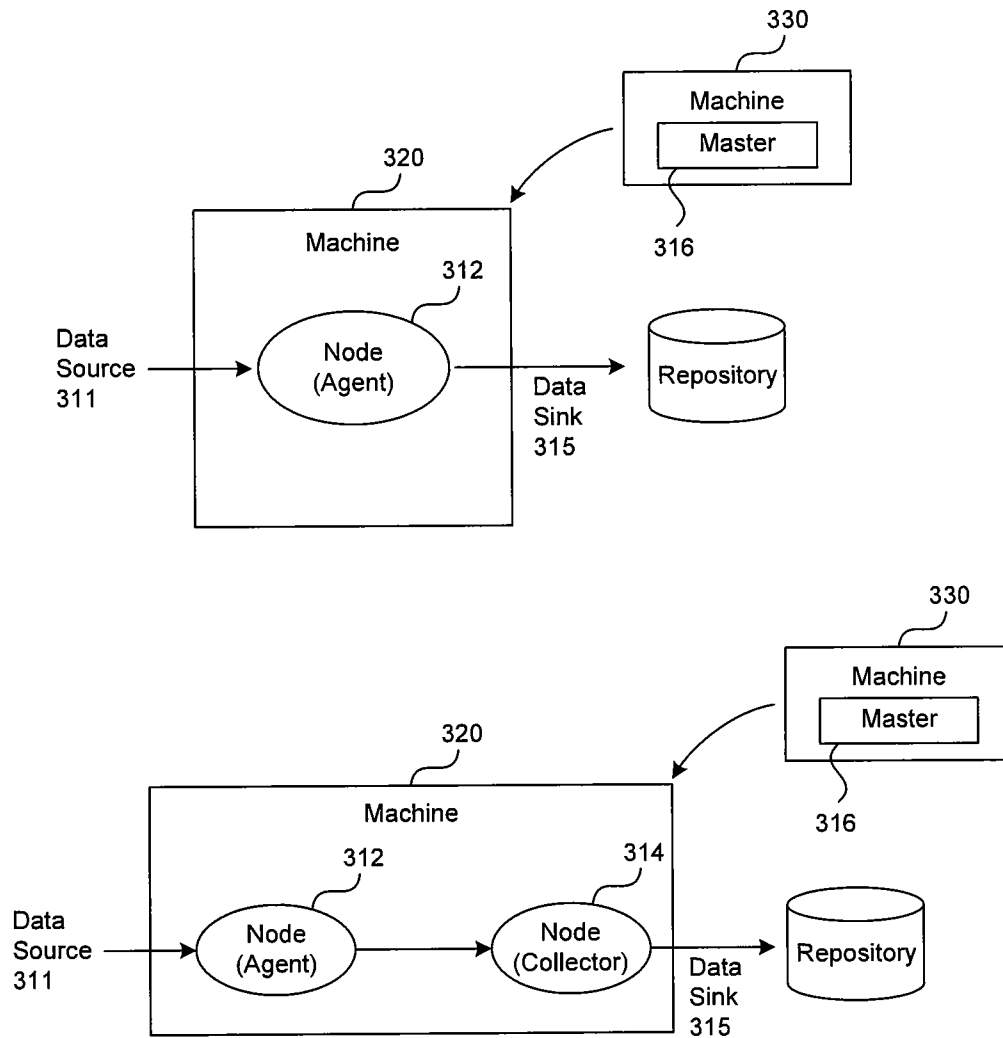 330
Machine
Master
320
316
Machine
312
Data
Source
311
Node
(Agent)
Data
Sink
315
Repository
330
Machine
Master
320
316
Machine
312
314
Data
Source
311
Node
(Agent)
Node
(Collector)
Data
Sink
315
Repository